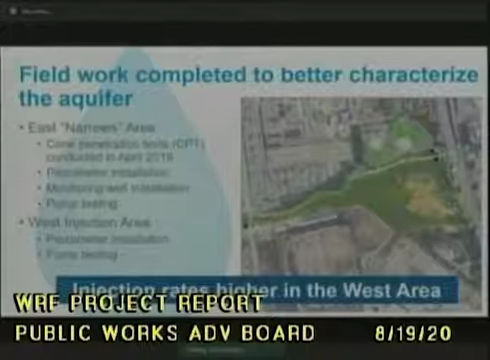 Field work completed to better characterize
the aquifer
• East "Narrows" Area
• Cone penetration tests (CPT)
conducted in April 2019
• Piezometer installation
• Monitoring well installation
• Pump testing
• West Injection Area
• Piezometer installation
• Pump testing
Injection rates higher in the West Area
WRF PROJECT REPORT
PUBLIC WORKS ADV BOARD 8/19/20